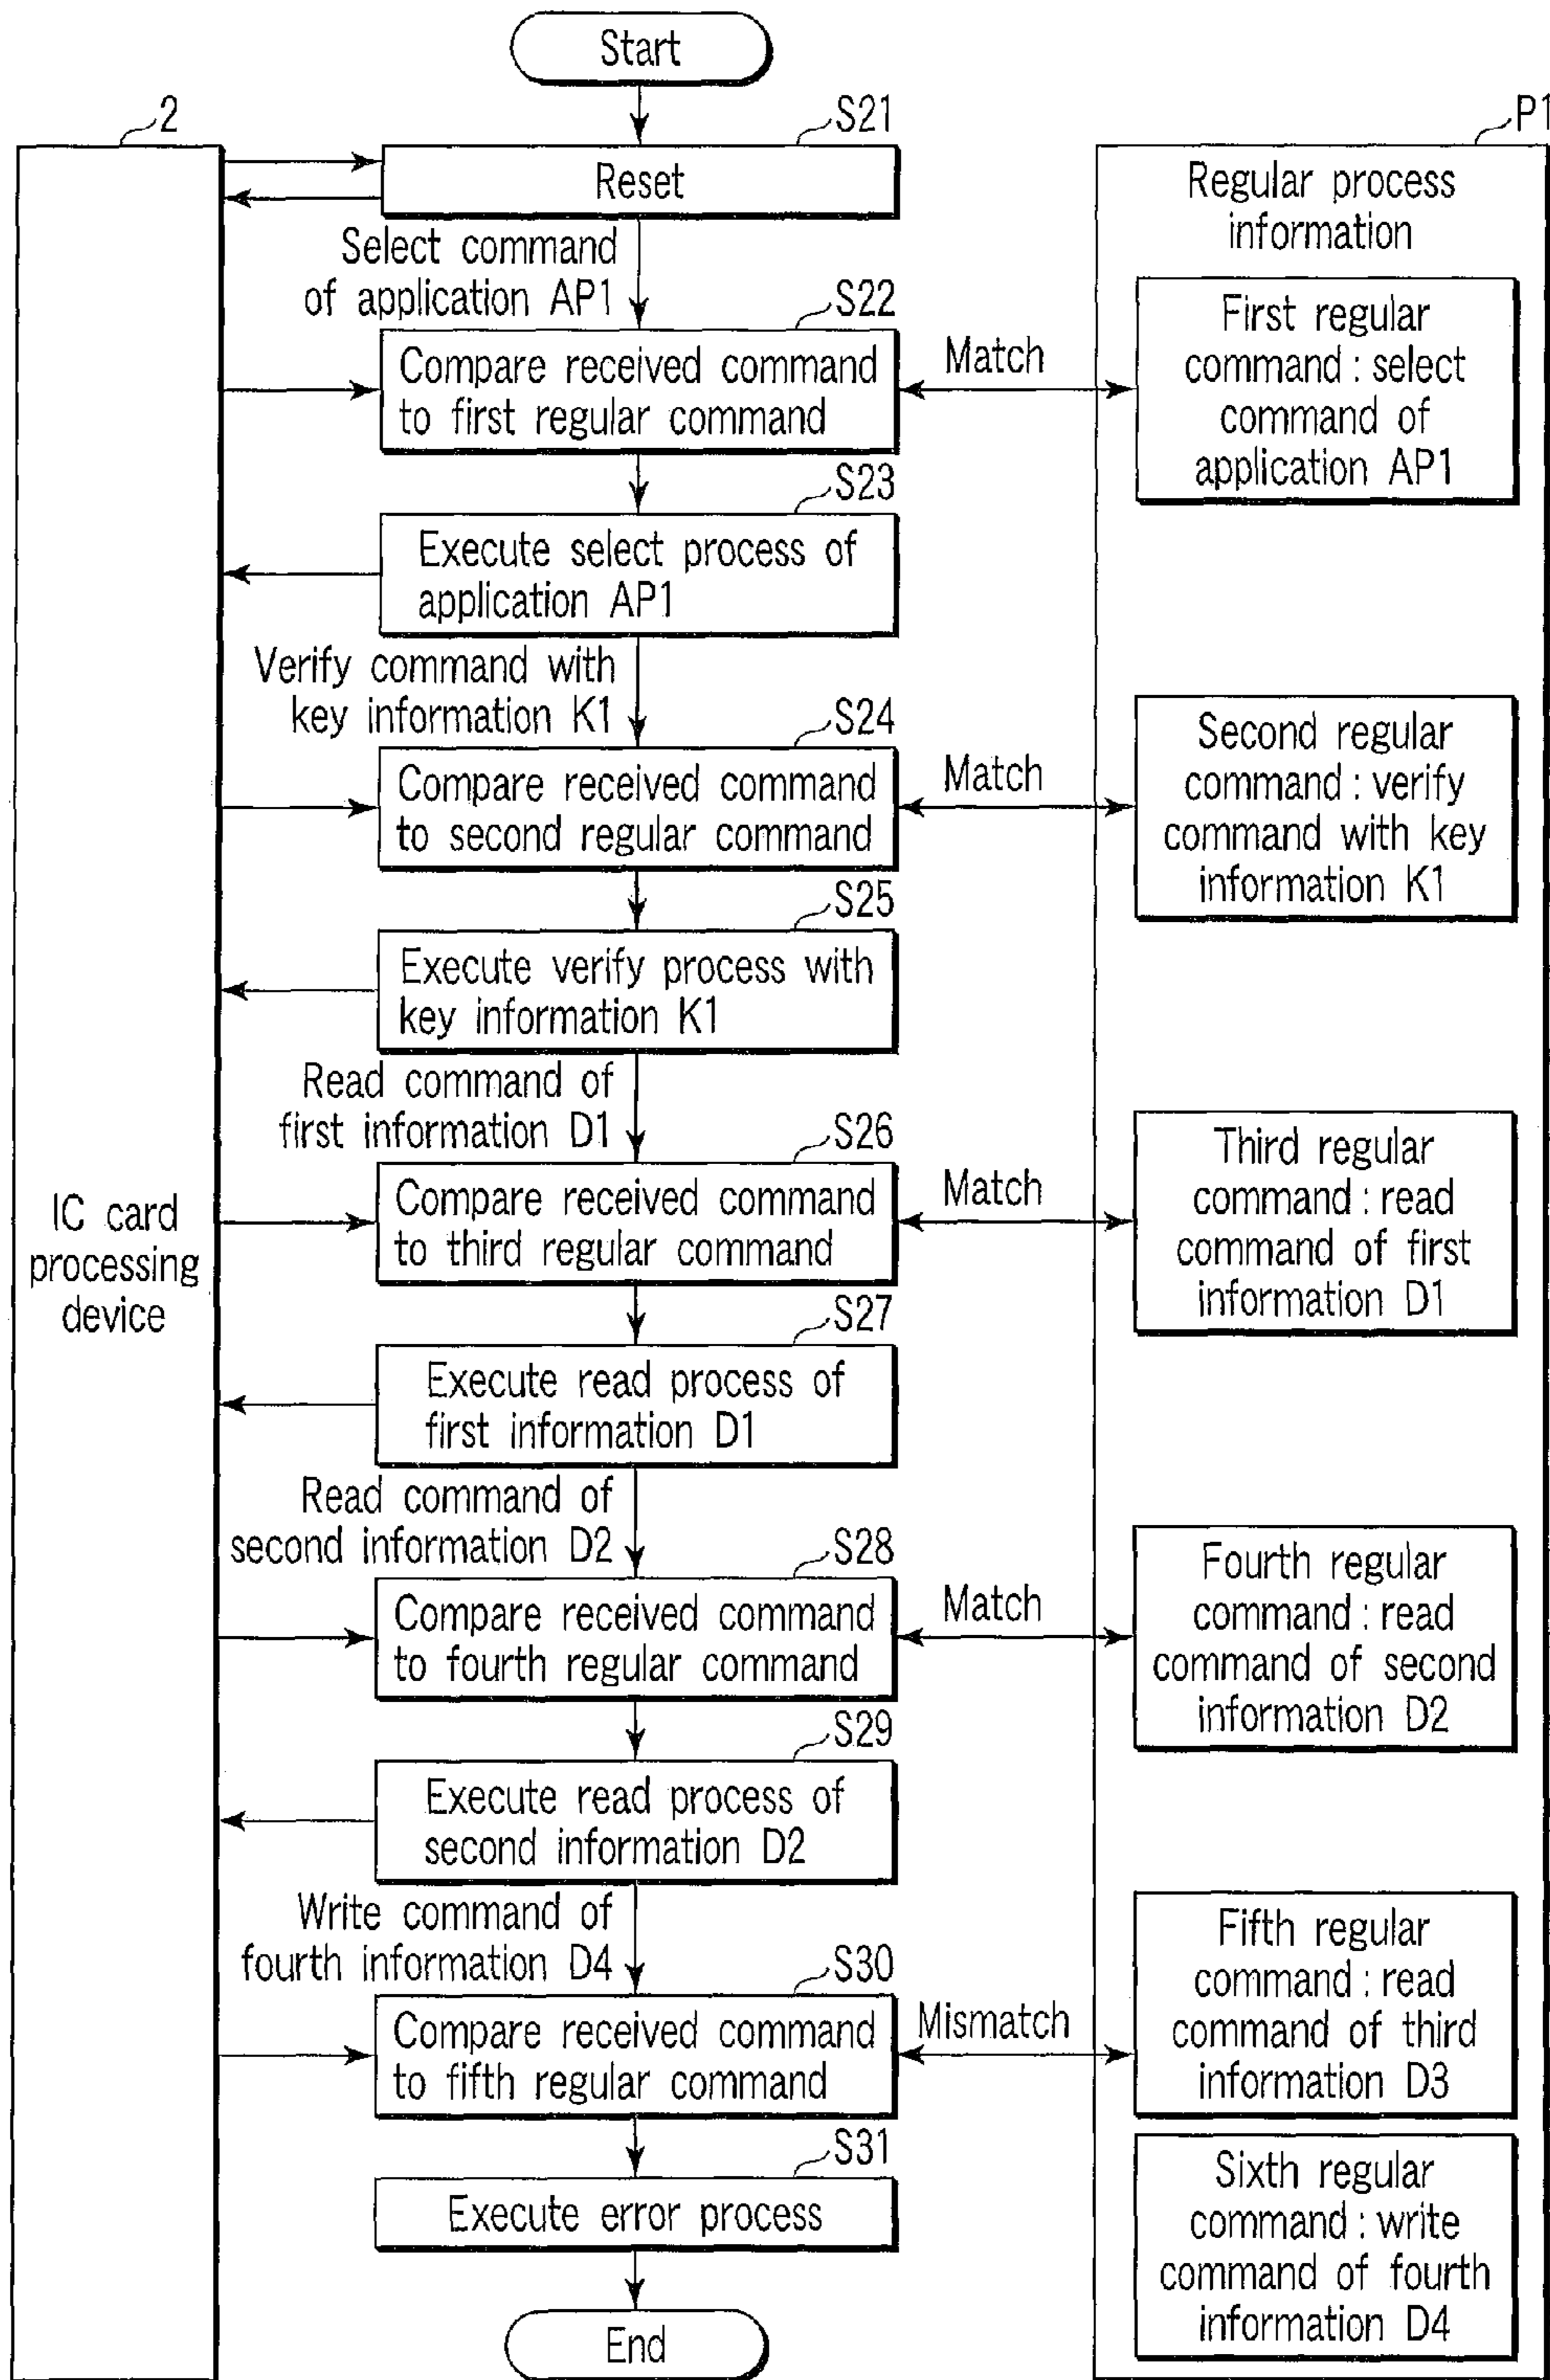 Start
2
S21
P1
Reset
Regular process
information
Select command
of application AP1
S22
First regular
command : select
command of
application AP1
Compare received command
to first regular command
Match
S23
Execute select process of
application AP1
Verify command with
key information K1
S24
Second regular
command : verify
command with key
information K1
Compare received command
to second regular command
Match
S25
Execute verify process with
key information K1
Read command of
first information D1
S26
Third regular
command : read
command of first
information D1
Compare received command
to third regular command
Match
IC card
processing
device
S27
Execute read process of
first information D1
Read command of
second information D2
S28
Fourth regular
command : read
command of second
information D2
Compare received command
to fourth regular command
Match
S29
Execute read process of
second information D2
Write command of
fourth information D4
S30
Fifth regular
command : read
command of third
information D3
Compare received command
to fifth regular command
Mismatch
S31
Execute error process
Sixth regular
command : write
command of fourth
information D4
End